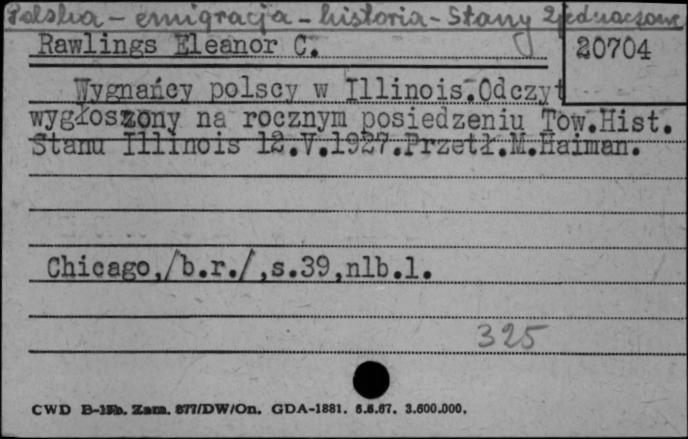 Polska - emigracja - historia - Stany Zjednoczone
Rawlings Eleanor C.
20704
Wygnańcy polscy w Illinois.Odczyt
wygłoszony na rocznym posiedzeniu Tow.Hist.
Stanu Illinois 12.V.1927.Przetł.M.Haiman.
Chicago,/b.r./,s.39,nlb.1.
325
CWD B-15b. Zam. 877/DW/On. GDA-1881. 6.6.67. 3.600.000.